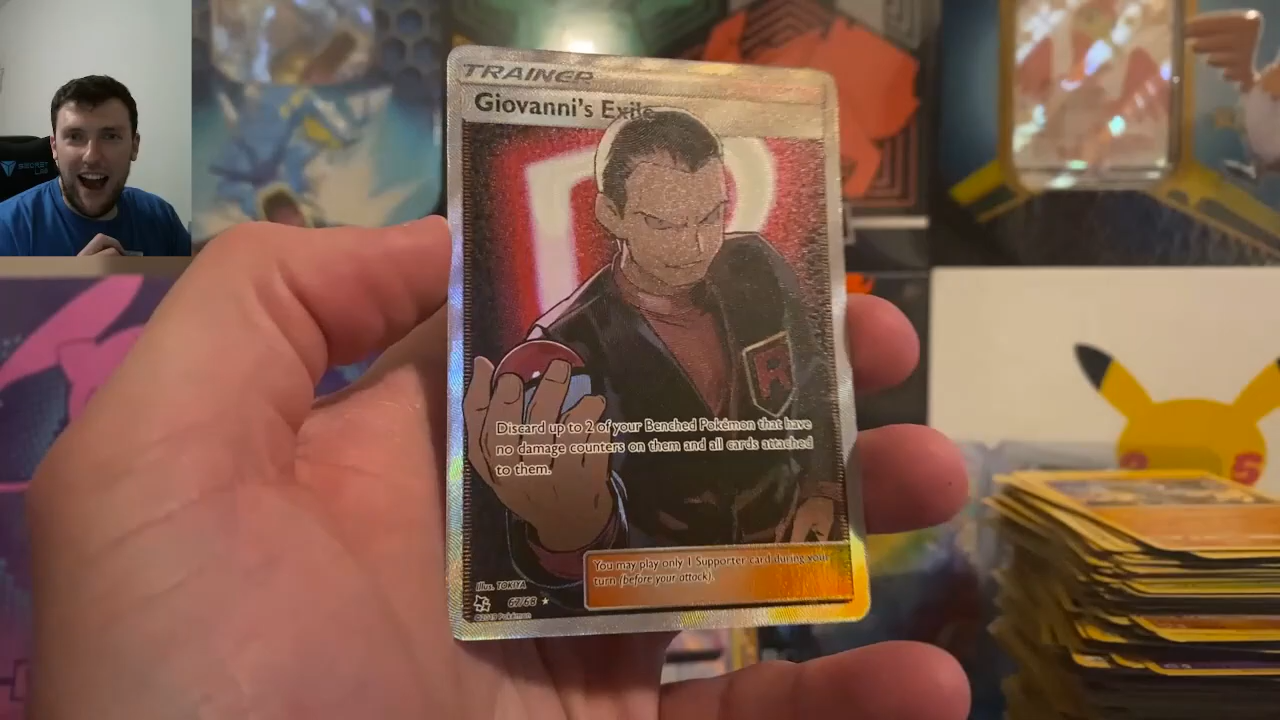 TRAINER
Giovanni's Exile
R
Discard up to 2 of your Benched Pokémon that have
no damage counters on them and all cards attached
to them.
You may play only 1 Supporter card during your
turn (before your attack).
Illus. TOKIYA
67/68
©2019 Pokémon